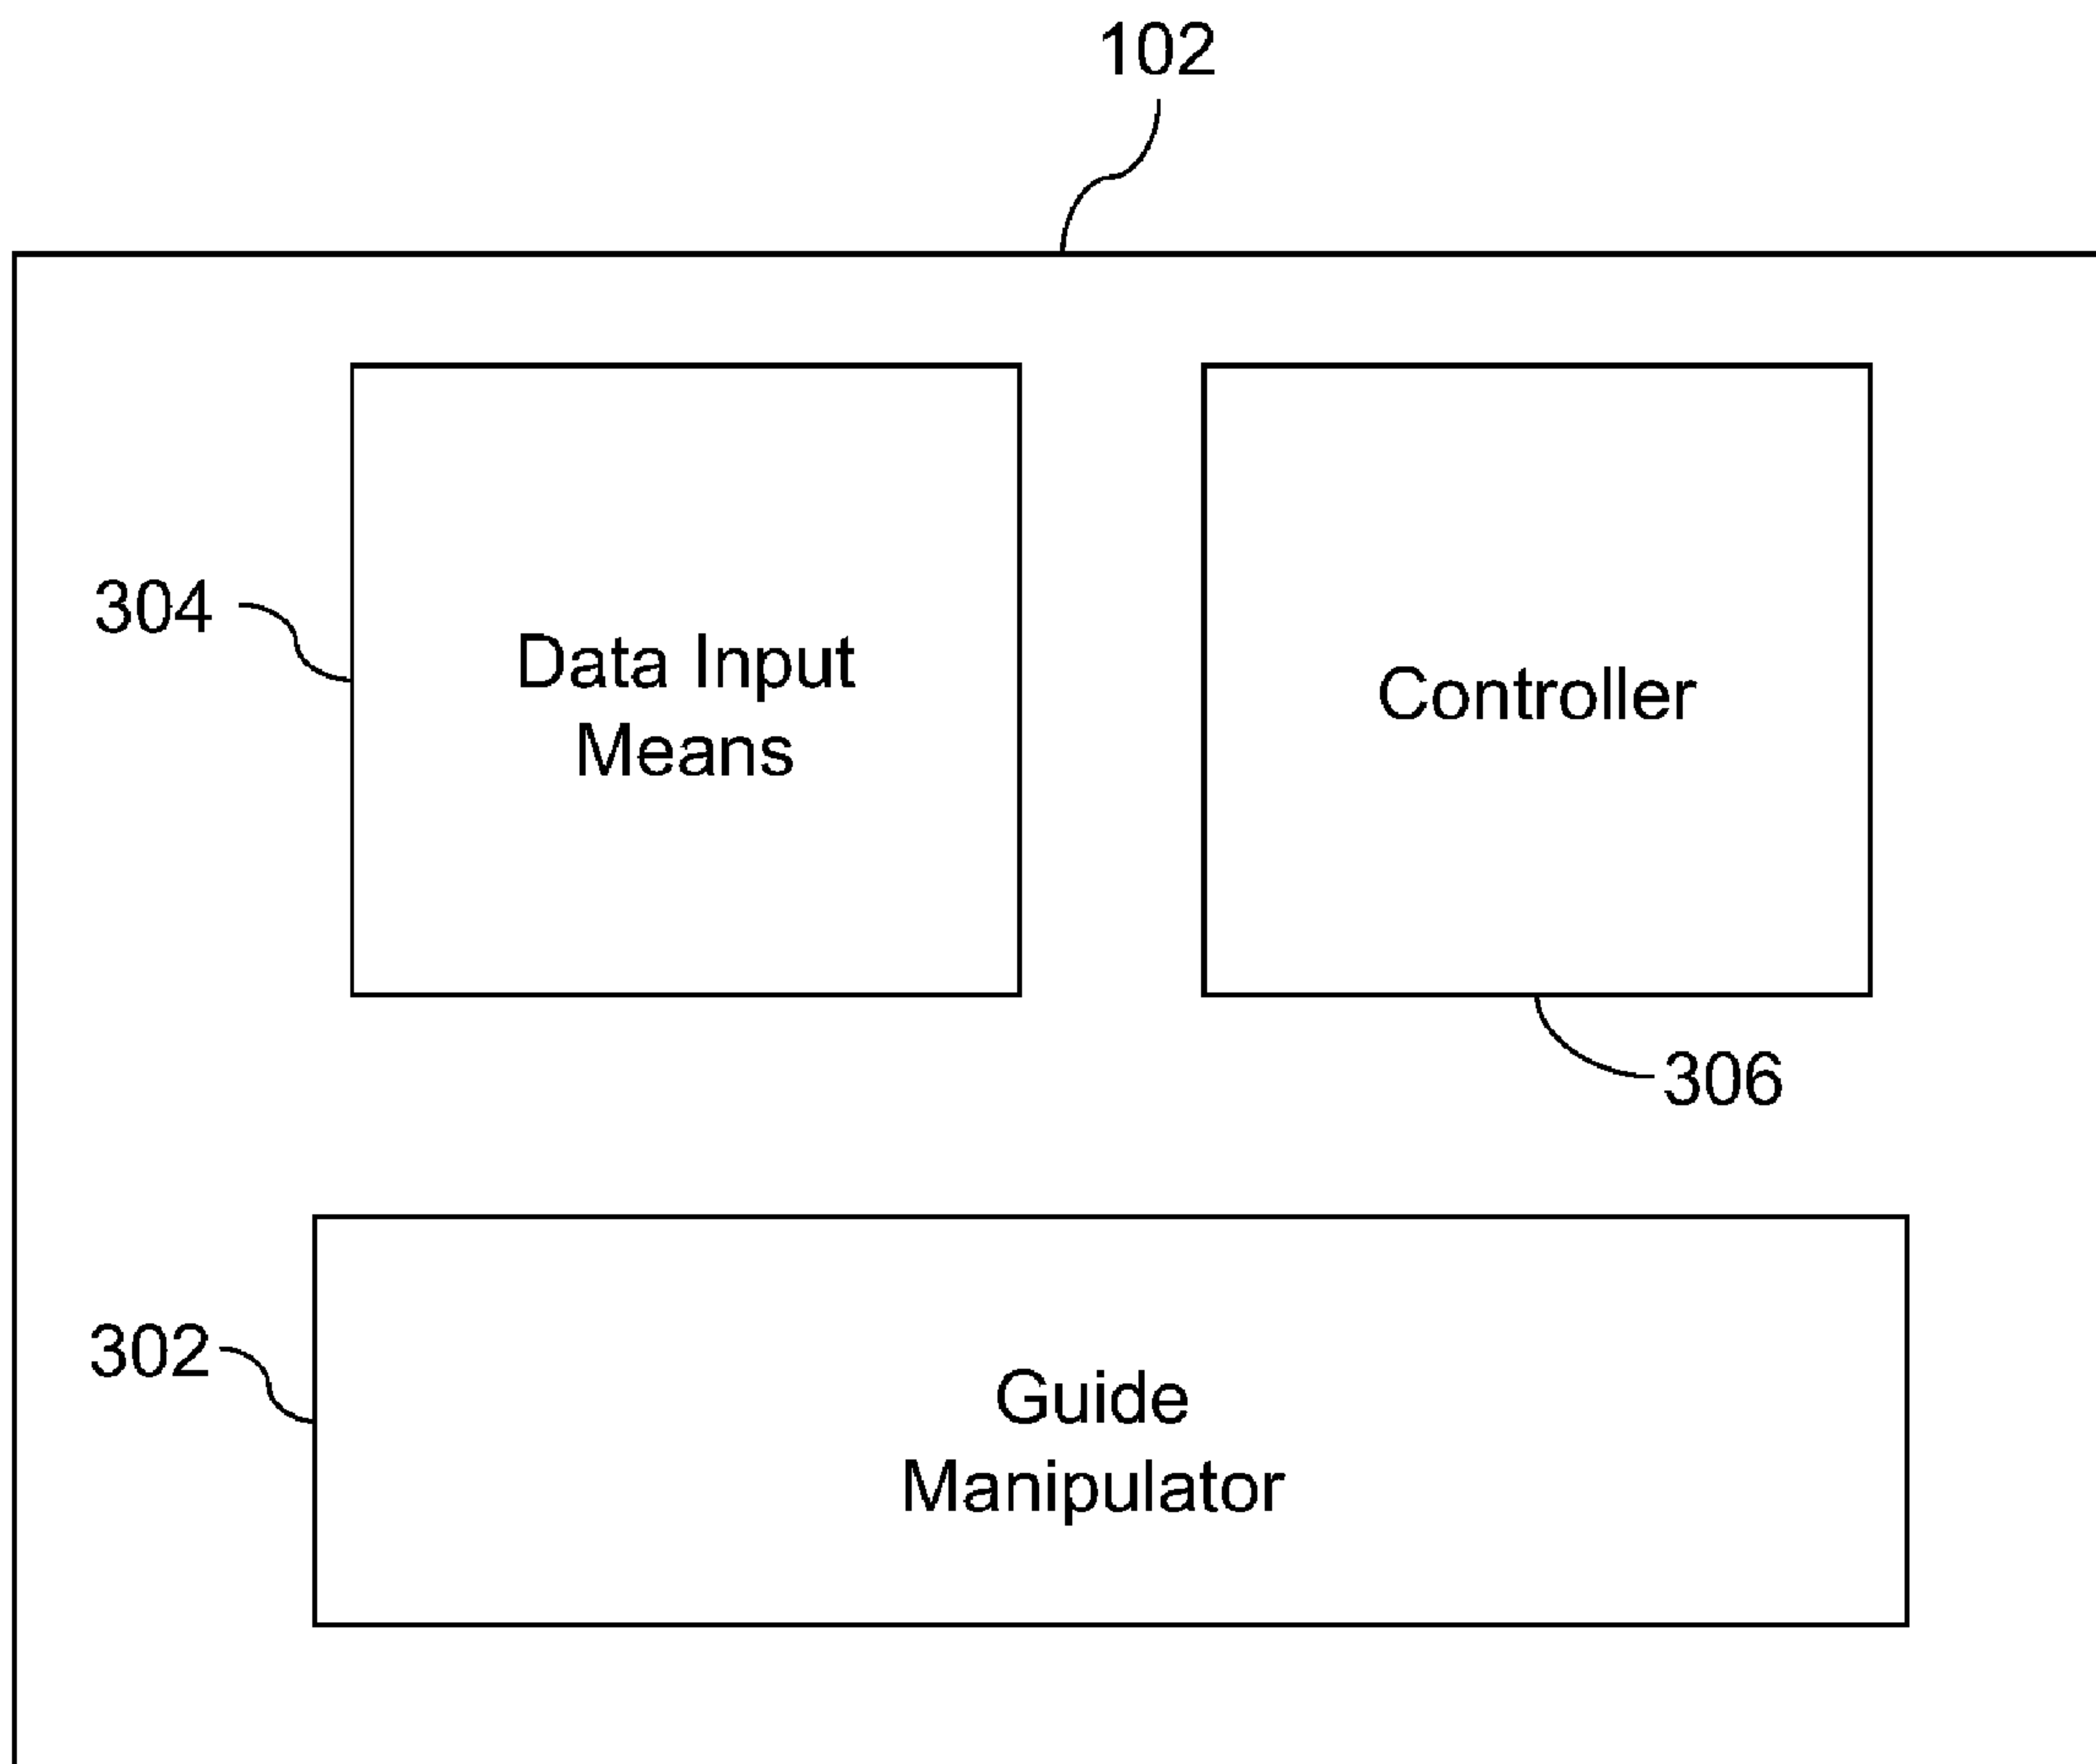 102
304
Data Input
Means
Controller
306
302
Guide
Manipulator